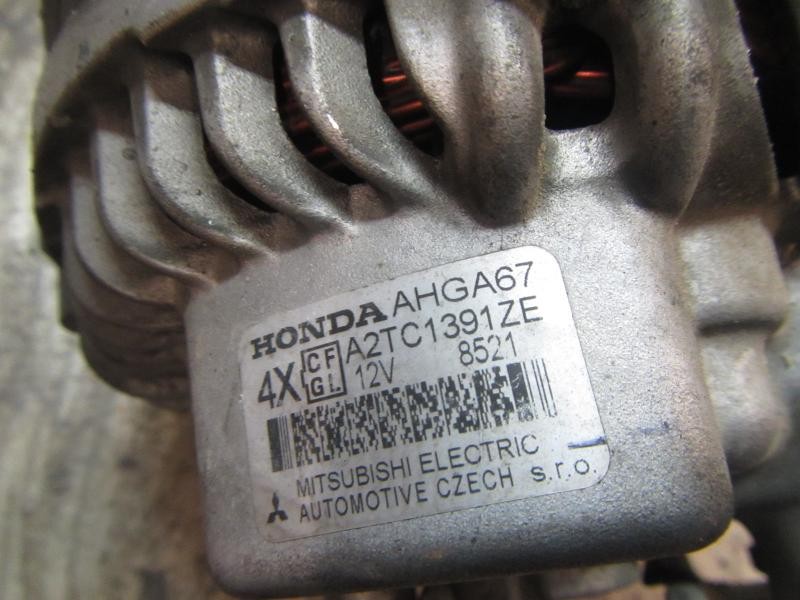 HONDA AHGA67
4X CF GL A2TC1391ZE
12V 8521
MITSUBISHI ELECTRIC
AUTOMOTIVE CZECH s.r.o.